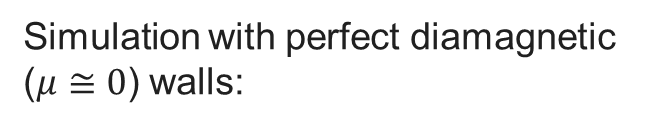 Simulation with perfect diamagnetic
(μ ≅ 0) walls: